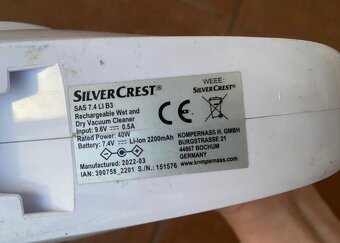 SILVERCREST®
SAS 7.4 LI B3
Rechargeable Wet and
Dry Vacuum Cleaner
Input: 9.6V ⎓ 0.5A
Rated Power: 40W
Battery: 7.4V ⎓ Li-Ion 2200mAh
Manufactured: 2022-03
IAN: 390758_2201 S.N.: 151576
CE
WEEE:
SILVERCREST®
KOMPERNASS H. GMBH
BURGSTRASSE 21
44867 BOCHUM
GERMANY
www.kompernass.com